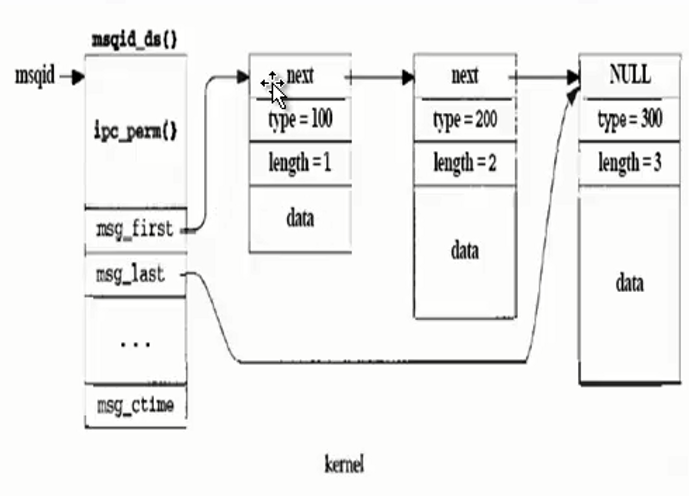 msqid_ds{}
msqid
ipc_perm{}
msg_first
msg_last
...
msg_ctime
next
type = 100
length = 1
data
next
type = 200
length = 2
data
NULL
type = 300
length = 3
data
kernel